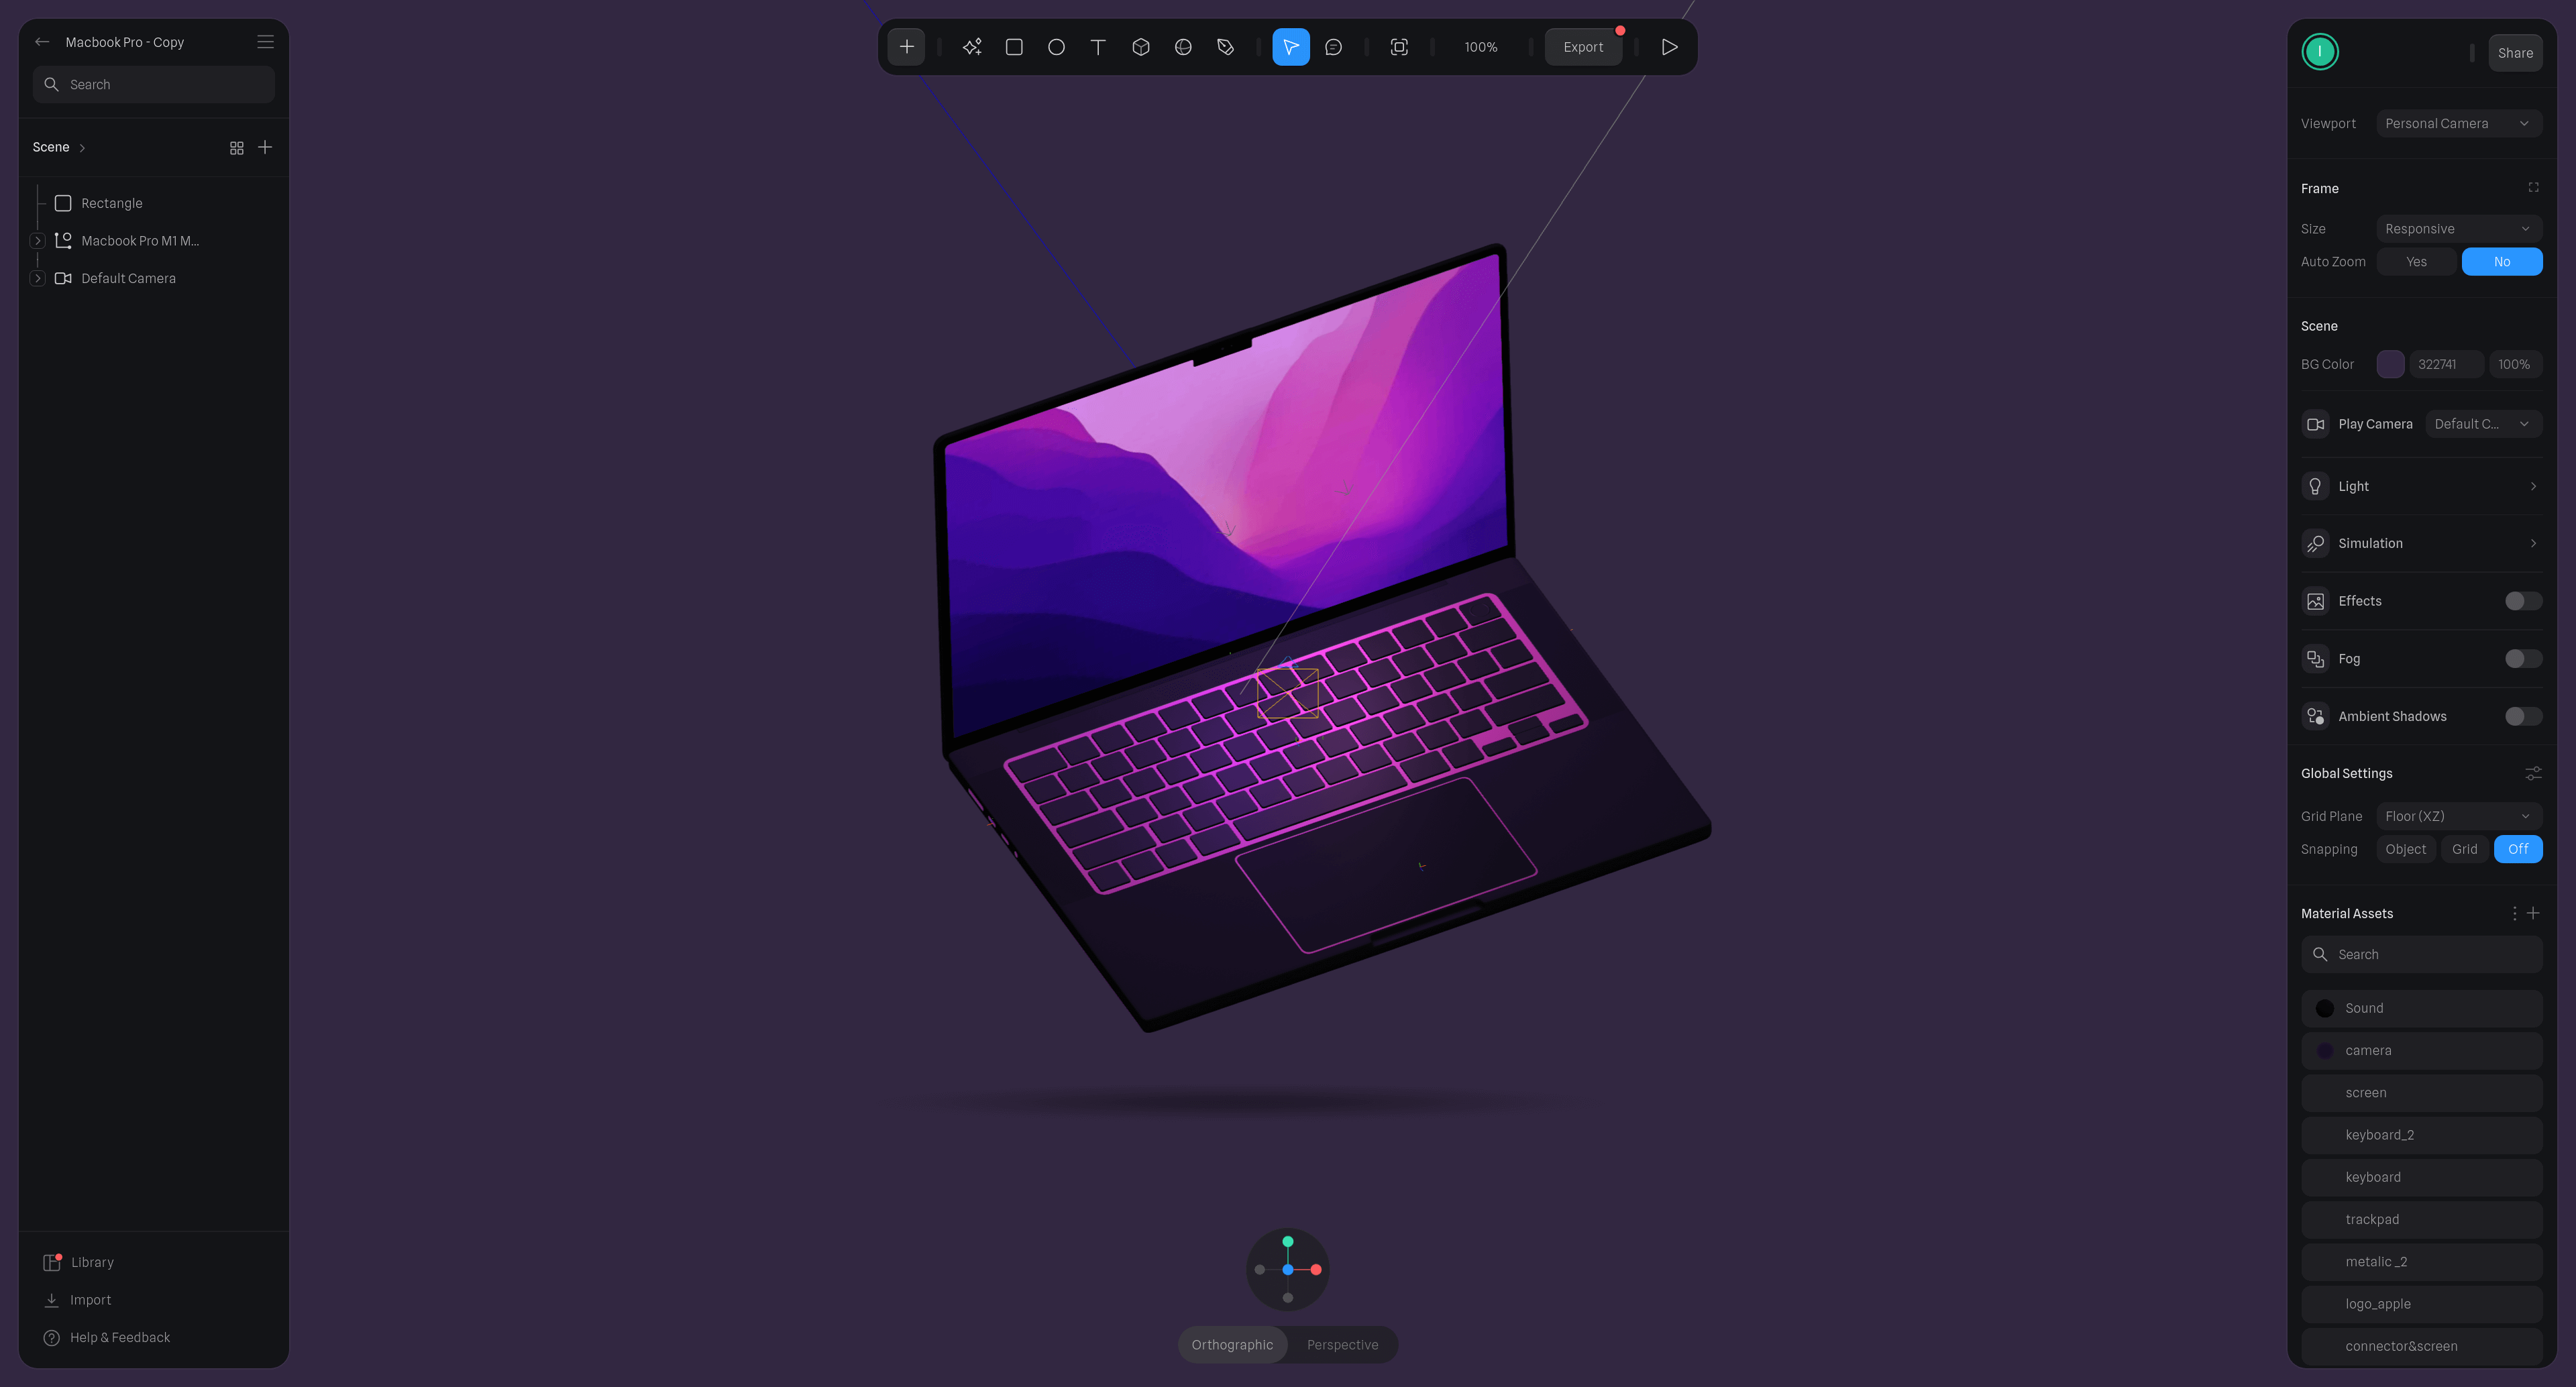 Macbook Pro - Copy
Search
Scene
Rectangle
Macbook Pro M1 M...
Default Camera
Library
Import
Help & Feedback
100%
Export
Orthographic
Perspective
I
Share
Viewport
Personal Camera
Frame
Size
Responsive
Auto Zoom
Yes
No
Scene
BG Color
322741
100%
Play Camera
Default C...
Light
Simulation
Effects
Fog
Ambient Shadows
Global Settings
Grid Plane
Floor (XZ)
Snapping
Object
Grid
Off
Material Assets
Search
Sound
camera
screen
keyboard_2
keyboard
trackpad
metalic _2
logo_apple
connector&screen